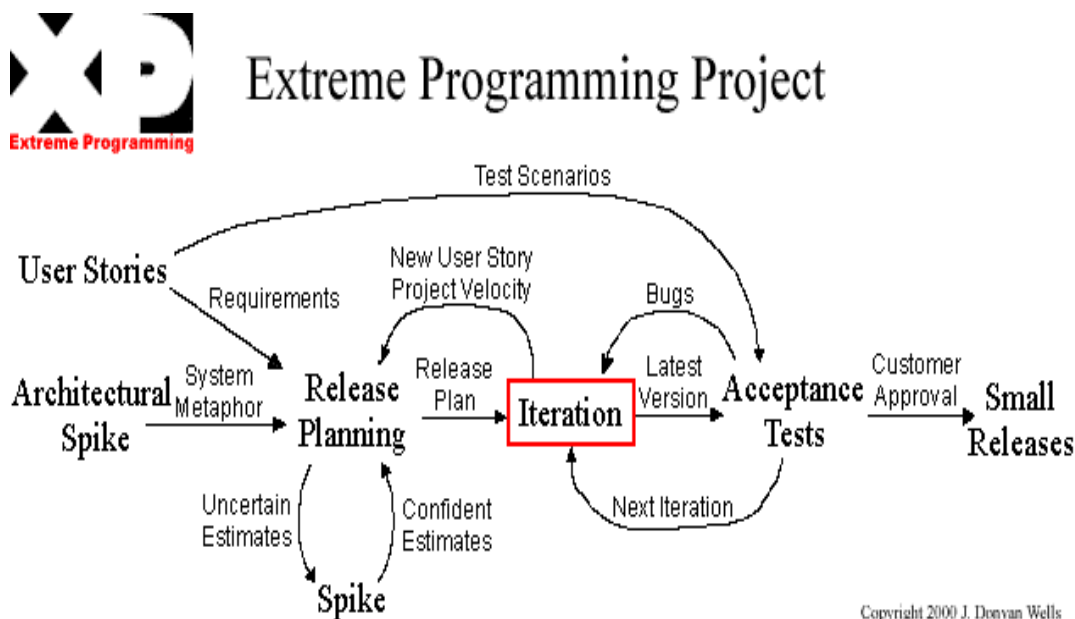 XP
Extreme Programming
Extreme Programming Project
Test Scenarios
User Stories
New User Story
Project Velocity
Bugs
Requirements
Architectural
Spike
System
Metaphor
Release
Planning
Release
Plan
Iteration
Latest
Version
Acceptance
Tests
Customer
Approval
Small
Releases
Uncertain
Estimates
Confident
Estimates
Next Iteration
Spike
Copyright 2000 J. Donvan Wells